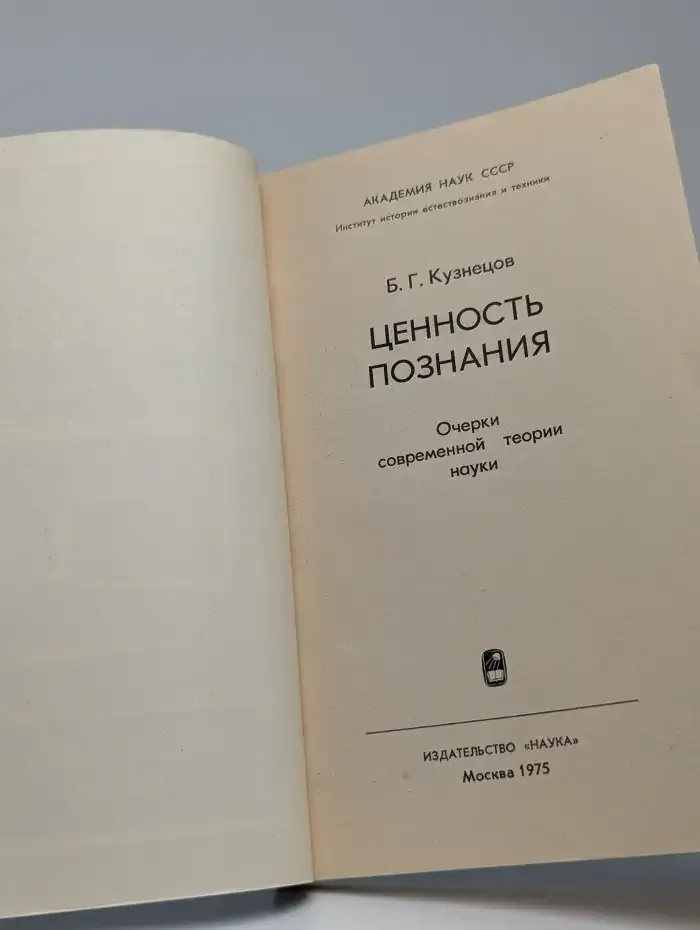 АКАДЕМИЯ НАУК СССР
Институт истории естествознания и техники
Б. Г. Кузнецов
ЦЕННОСТЬ
ПОЗНАНИЯ
Очерки
современной теории
науки
ИЗДАТЕЛЬСТВО «НАУКА»
Москва 1975